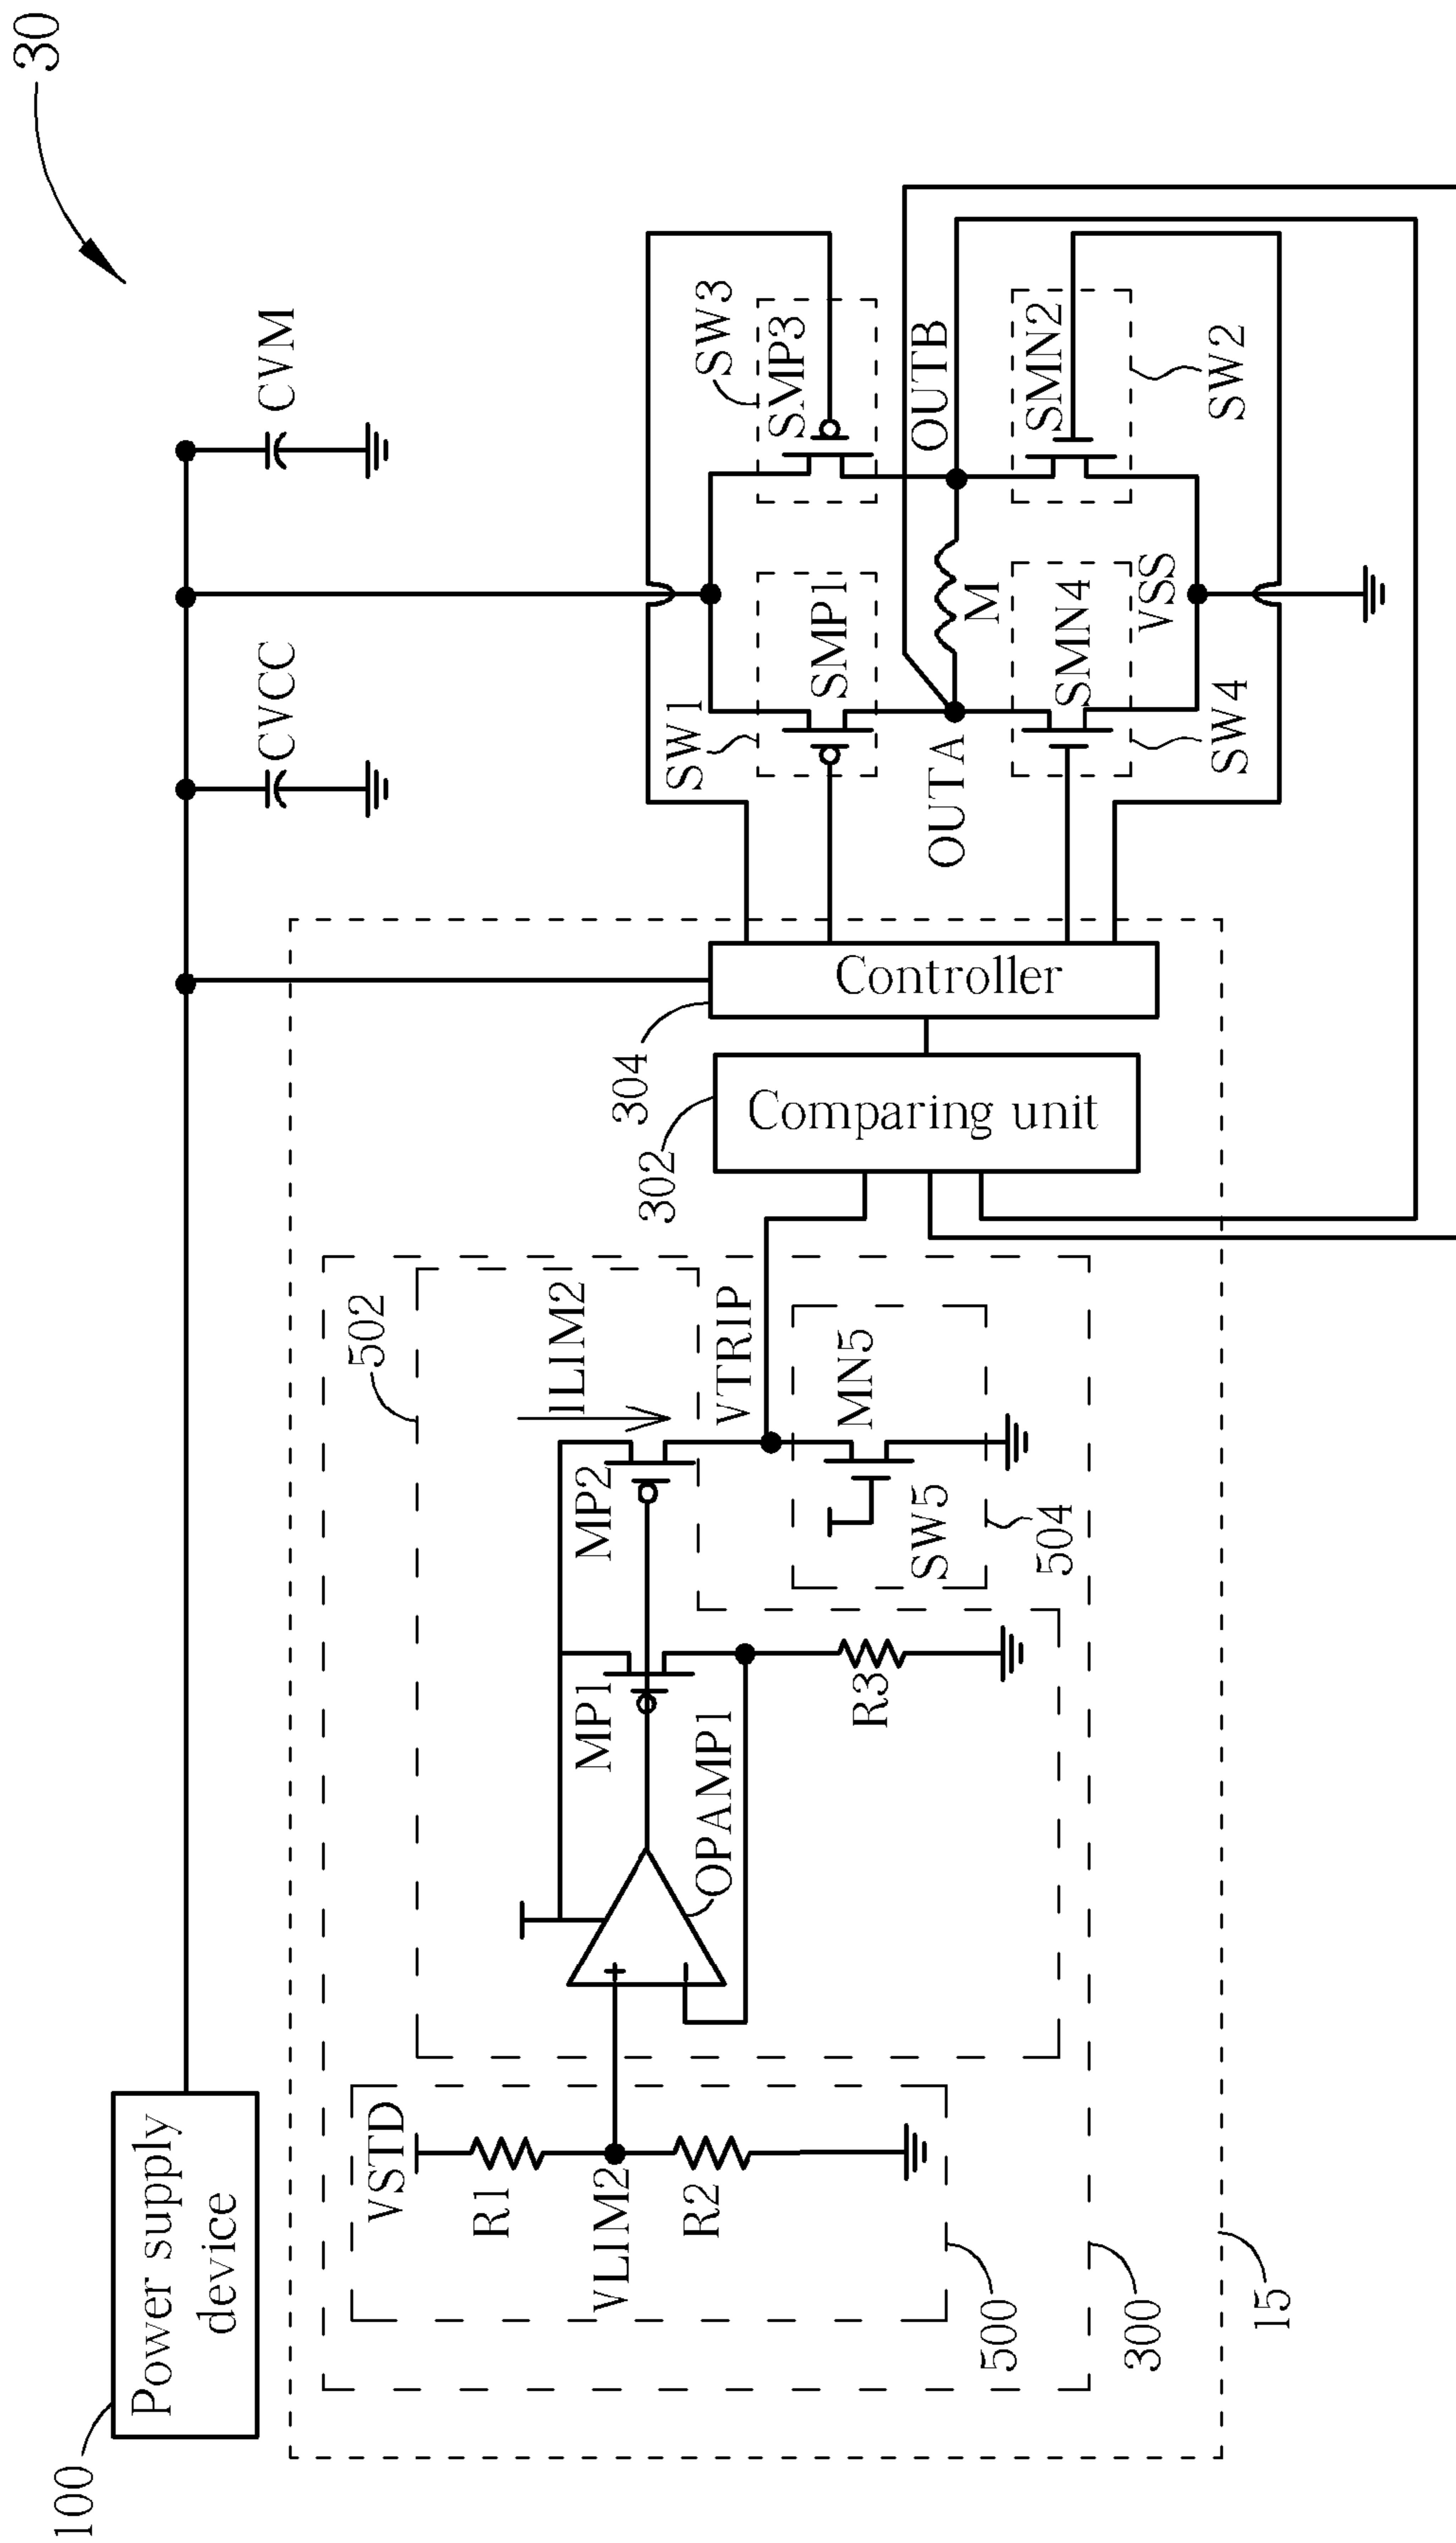 30
100
Power supply
device
CVCC
CVM
SW1
SMP1
SW3
SMP3
OUTA
M
OUTB
SMN4
SW4
VSS
SMN2
SW2
304
Controller
302
Comparing unit
502
ILIM2
MP1
MP2
VTRIP
OPAMP1
+
−
R3
MN5
SW5
504
VSTD
R1
VLIM2
R2
500
300
15